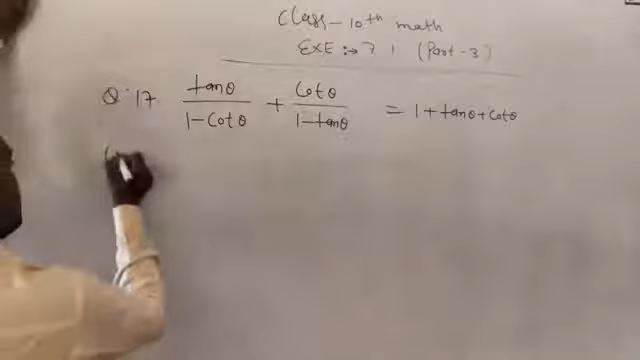 Class - 10th math
EXE :→ 7.1 (Part-3)
Q. 17 tanθ/1-Cotθ + Cotθ/1-tanθ = 1+tanθ+Cotθ